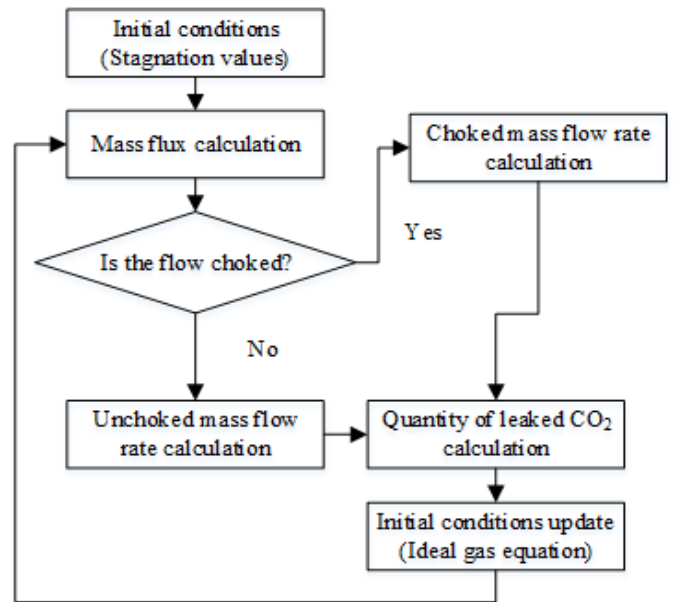 Initial conditions
(Stagnation values)
Mass flux calculation
Choked mass flow rate
calculation
Is the flow choked?
Yes
No
Unchoked mass flow
rate calculation
Quantity of leaked CO₂
calculation
Initial conditions update
(Ideal gas equation)